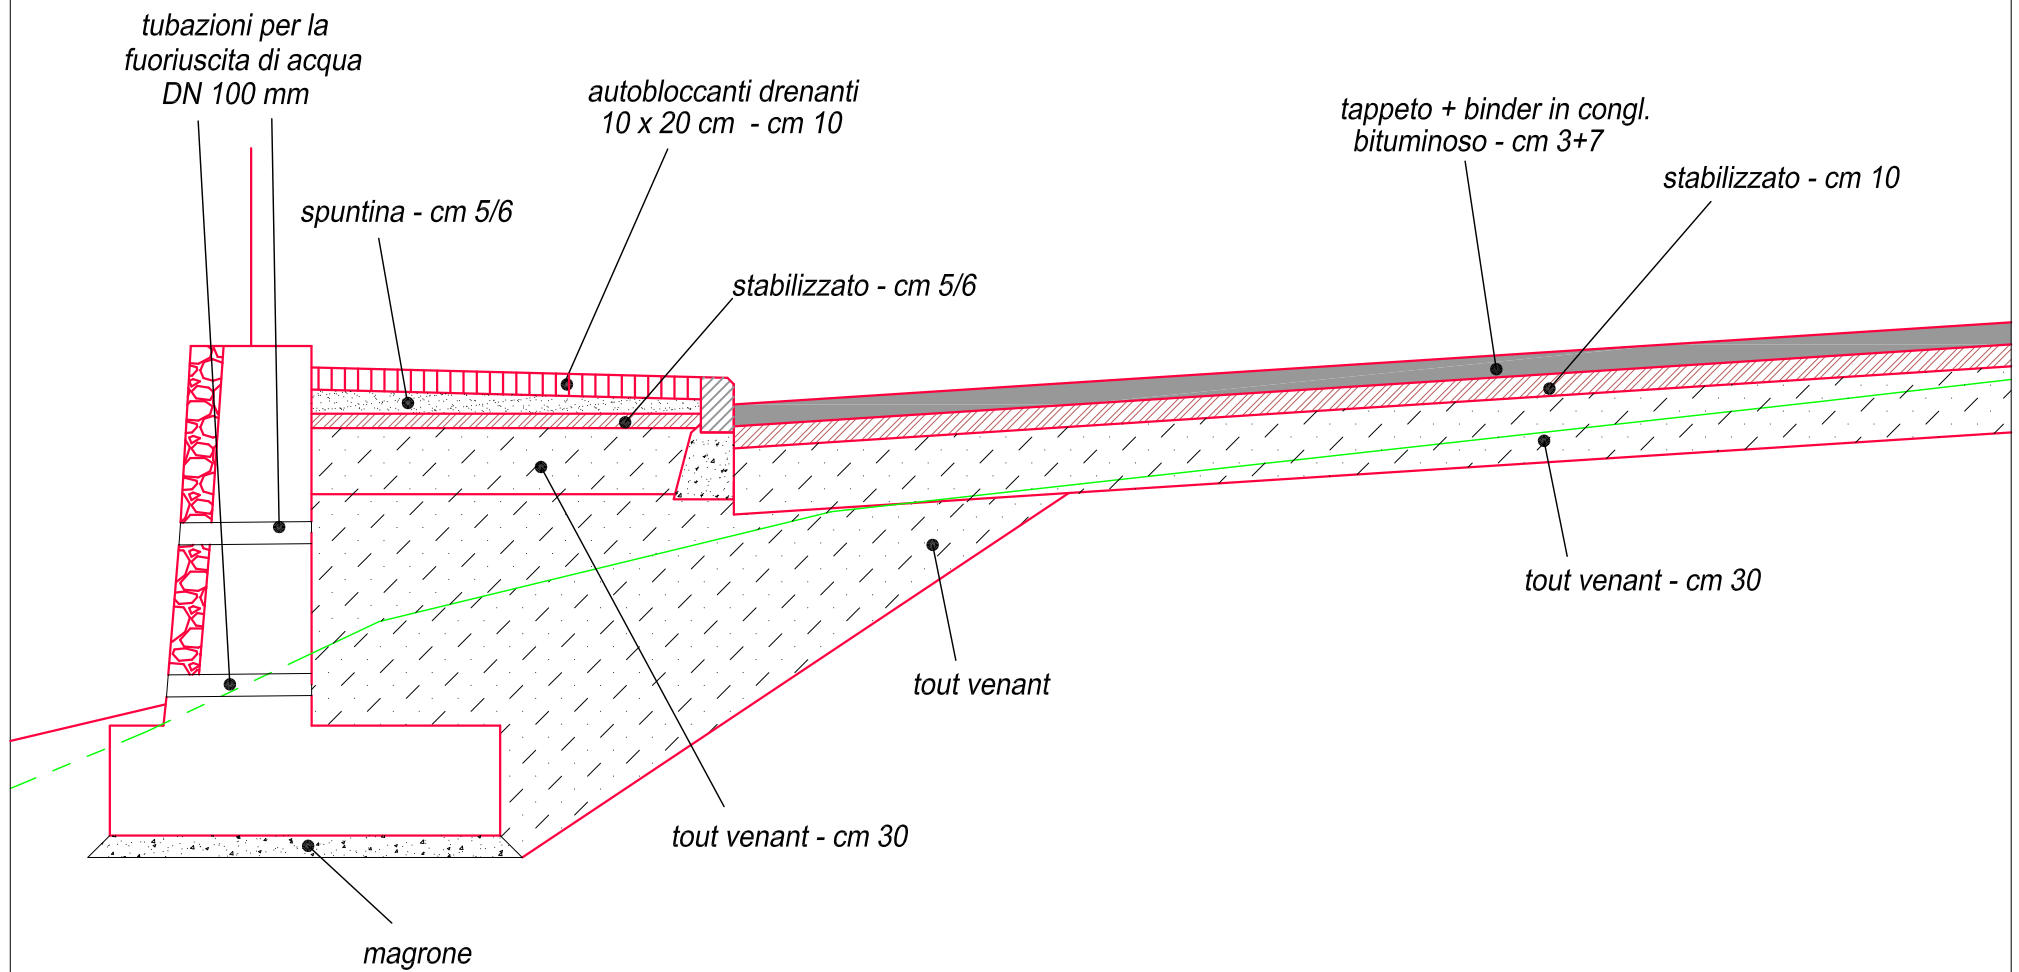 tubazioni per la
fuoriuscita di acqua
DN 100 mm
autobloccanti drenanti
10 x 20 cm - cm 10
tappeto + binder in congl.
bituminoso - cm 3+7
stabilizzato - cm 10
spuntina - cm 5/6
stabilizzato - cm 5/6
tout venant - cm 30
tout venant
tout venant - cm 30
magrone